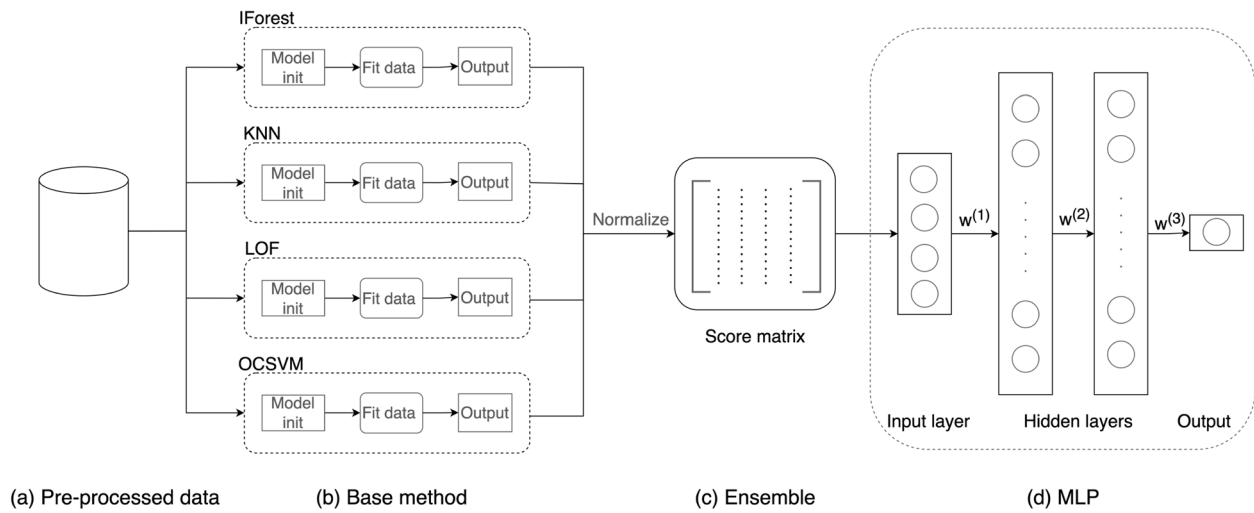 IForest
Model
init
Fit data
Output
KNN
Model
init
Fit data
Output
LOF
Model
init
Fit data
Output
OCSVM
Model
init
Fit data
Output
Normalize
Score matrix
w(1)
w(2)
w(3)
Input layer
Hidden layers
Output
(a) Pre-processed data
(b) Base method
(c) Ensemble
(d) MLP